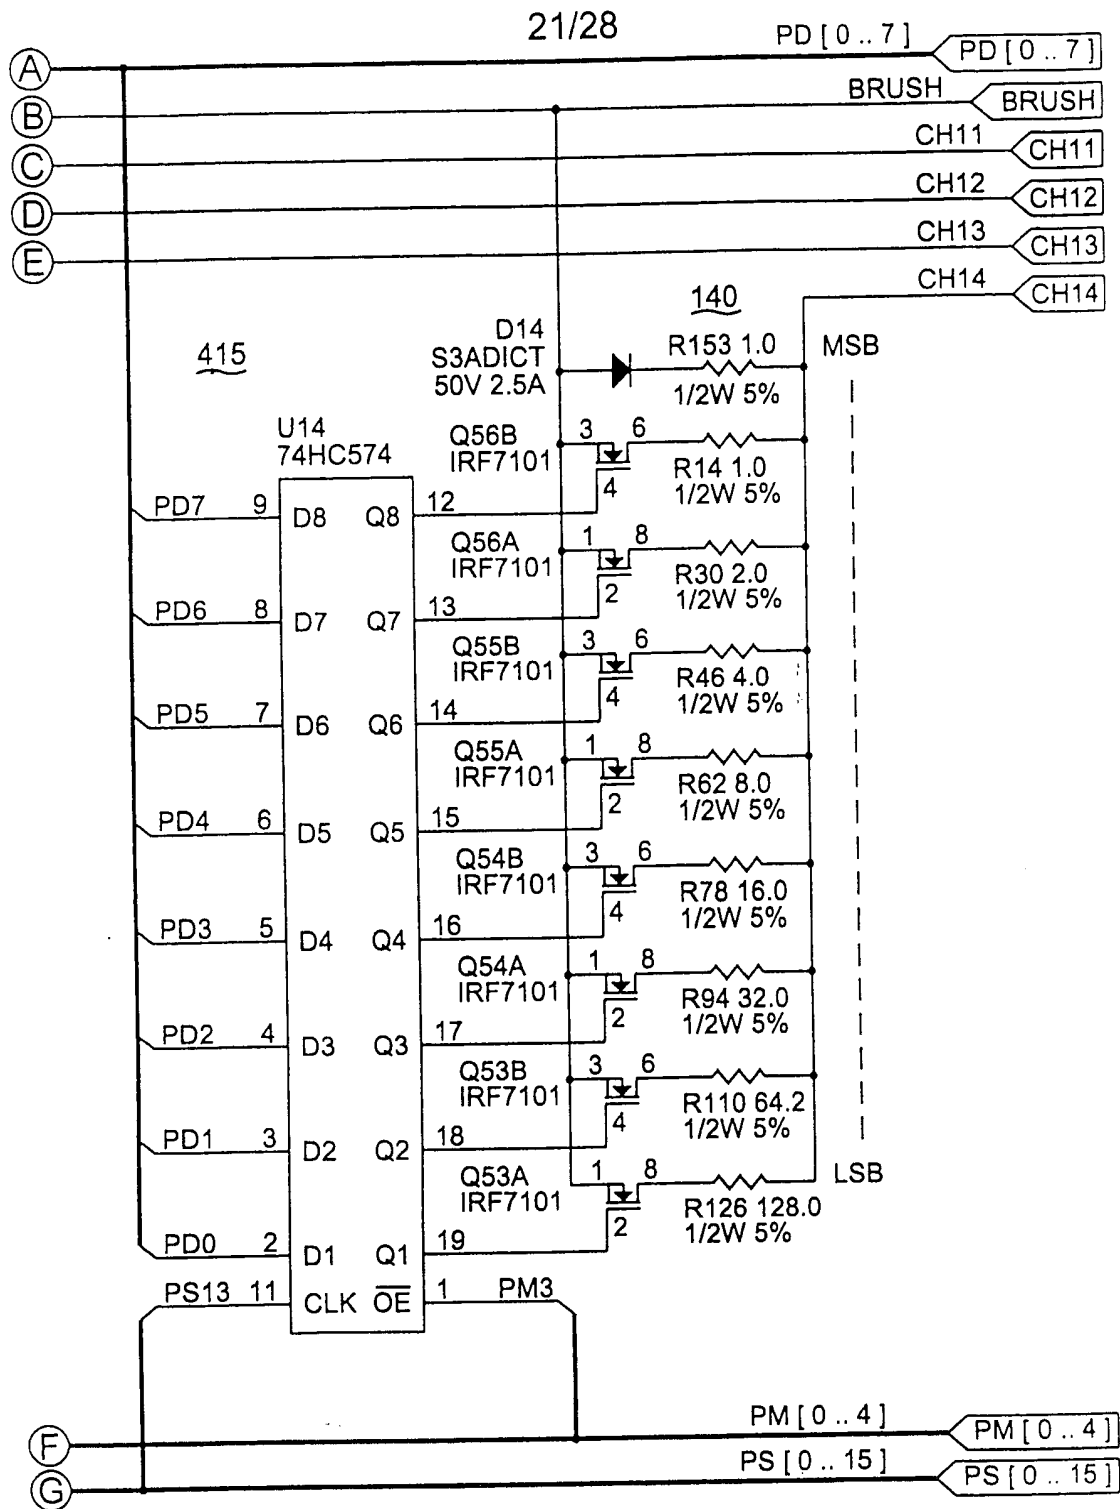 21/28
PD [ 0 .. 7 ]
PD [ 0 .. 7 ]
A
BRUSH
BRUSH
B
CH11
CH11
C
CH12
CH12
D
CH13
CH13
E
CH14
CH14
140
415
D14
S3ADICT
50V 2.5A
R153 1.0
1/2W 5%
MSB
U14
74HC574
Q56B
IRF7101
3 6
4
R14 1.0
1/2W 5%
PD7 9 D8 Q8 12
Q56A
IRF7101
1 8
2
R30 2.0
1/2W 5%
PD6 8 D7 Q7 13
Q55B
IRF7101
3 6
4
R46 4.0
1/2W 5%
PD5 7 D6 Q6 14
Q55A
IRF7101
1 8
2
R62 8.0
1/2W 5%
PD4 6 D5 Q5 15
Q54B
IRF7101
3 6
4
R78 16.0
1/2W 5%
PD3 5 D4 Q4 16
Q54A
IRF7101
1 8
2
R94 32.0
1/2W 5%
PD2 4 D3 Q3 17
Q53B
IRF7101
3 6
4
R110 64.2
1/2W 5%
PD1 3 D2 Q2 18
Q53A
IRF7101
1 8
2
LSB
R126 128.0
1/2W 5%
PD0 2 D1 Q1 19
PS13 11 CLK OE 1 PM3
PM [ 0 .. 4 ]
PM [ 0 .. 4 ]
F
PS [ 0 .. 15 ]
PS [ 0 .. 15 ]
G